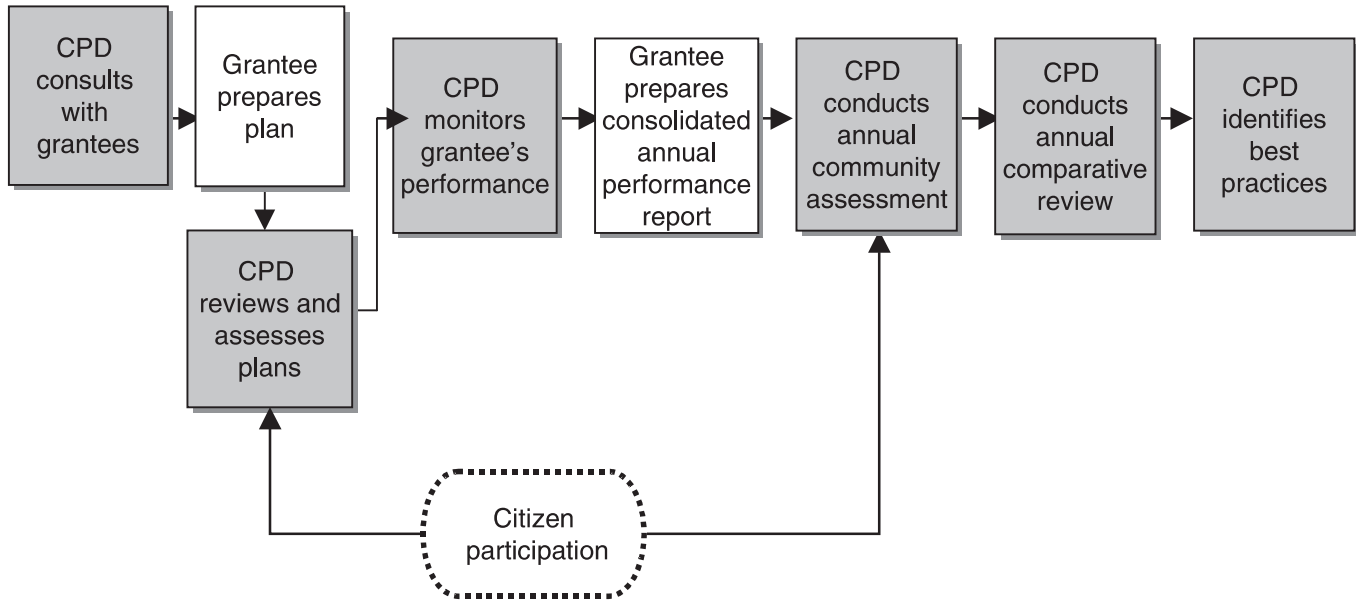 CPD
consults
with
grantees
Grantee
prepares
plan
CPD
reviews and
assesses
plans
CPD
monitors
grantee's
performance
Grantee
prepares
consolidated
annual
performance
report
CPD
conducts
annual
community
assessment
CPD
conducts
annual
comparative
review
CPD
identifies
best
practices
Citizen
participation